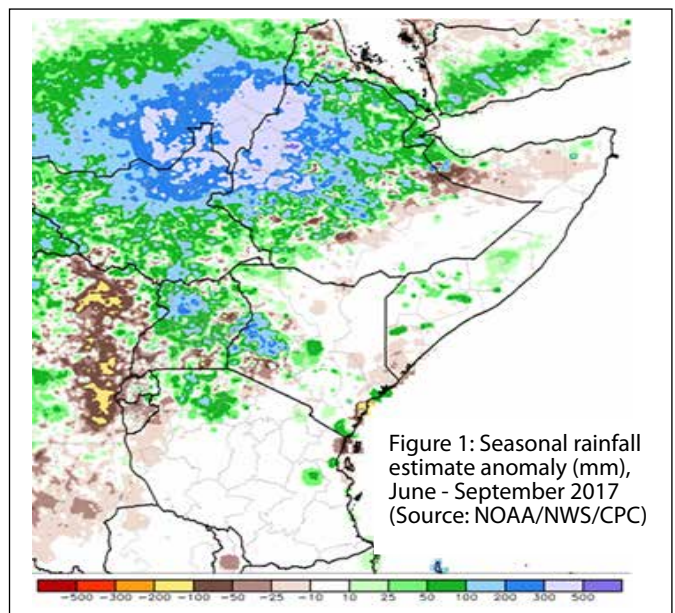 Figure 1: Seasonal rainfall
estimate anomaly (mm),
June - September 2017
(Source: NOAA/NWS/CPC)
-500 -300 -200 -100 -50 -25 -10 10 25 50 100 200 300 500